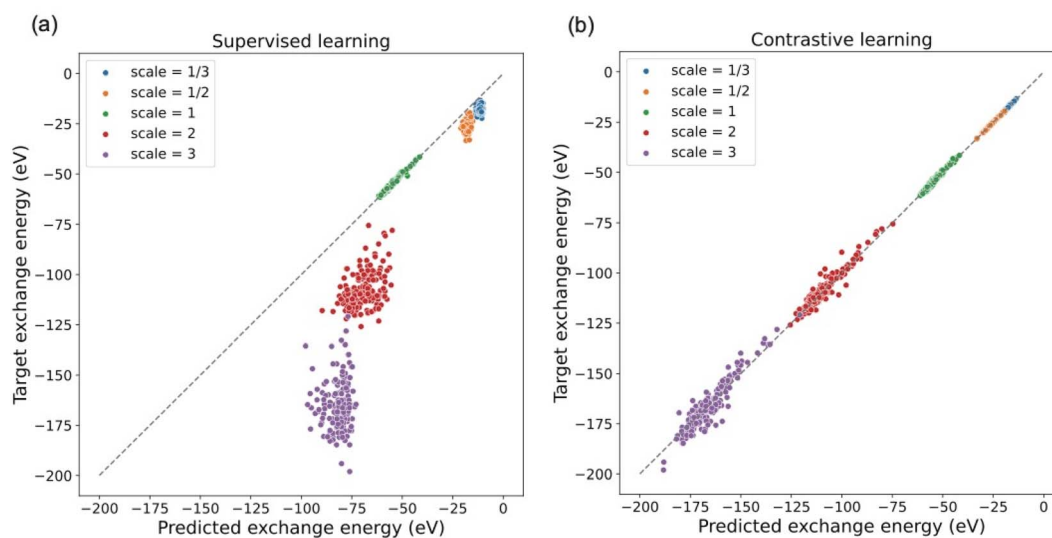 (a)
Supervised learning
scale = 1/3
scale = 1/2
scale = 1
scale = 2
scale = 3
0
−25
−50
−75
−100
−125
−150
−175
−200
Target exchange energy (eV)
−200 −175 −150 −125 −100 −75 −50 −25 0
Predicted exchange energy (eV)
(b)
Contrastive learning
scale = 1/3
scale = 1/2
scale = 1
scale = 2
scale = 3
0
−25
−50
−75
−100
−125
−150
−175
−200
Target exchange energy (eV)
−200 −175 −150 −125 −100 −75 −50 −25 0
Predicted exchange energy (eV)